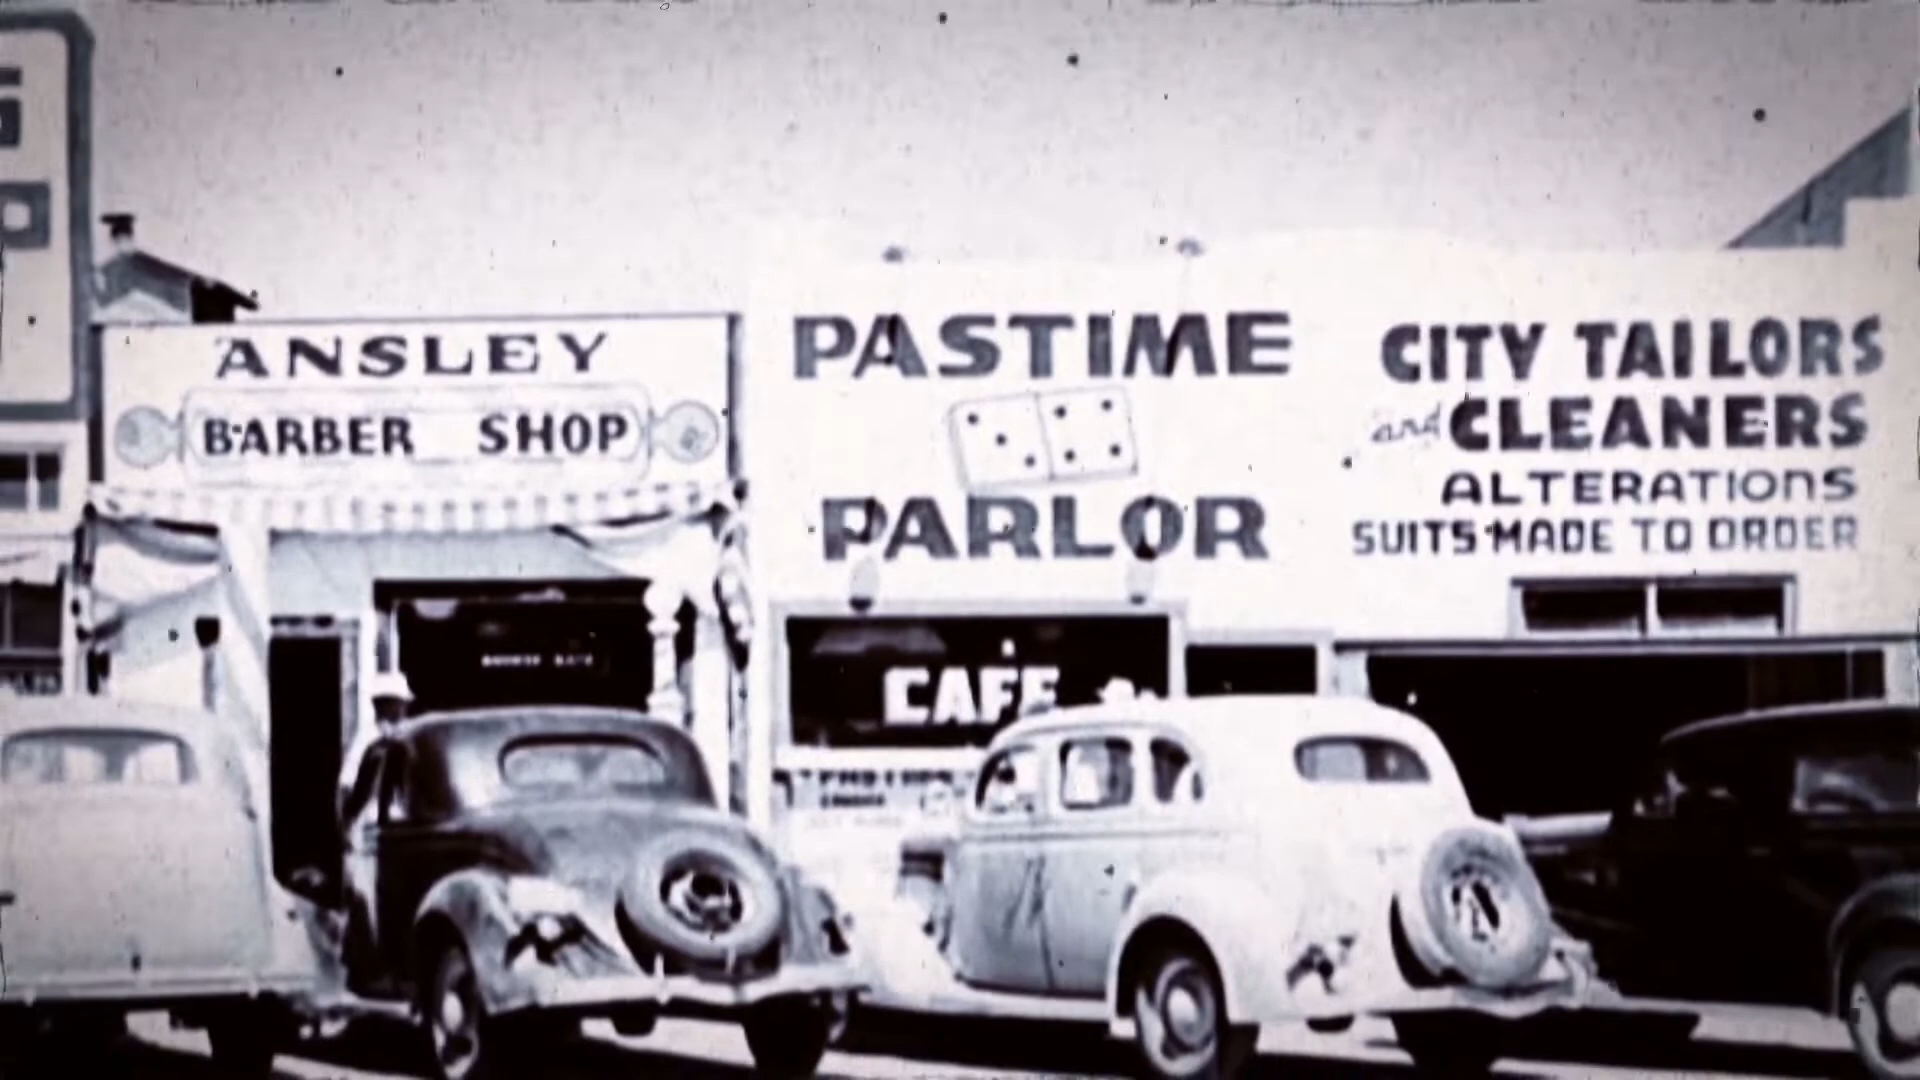 ANSLEY
BARBER SHOP
PASTIME
PARLOR
CAFE
CITY TAILORS
and CLEANERS
ALTERATIONS
SUITS MADE TO ORDER